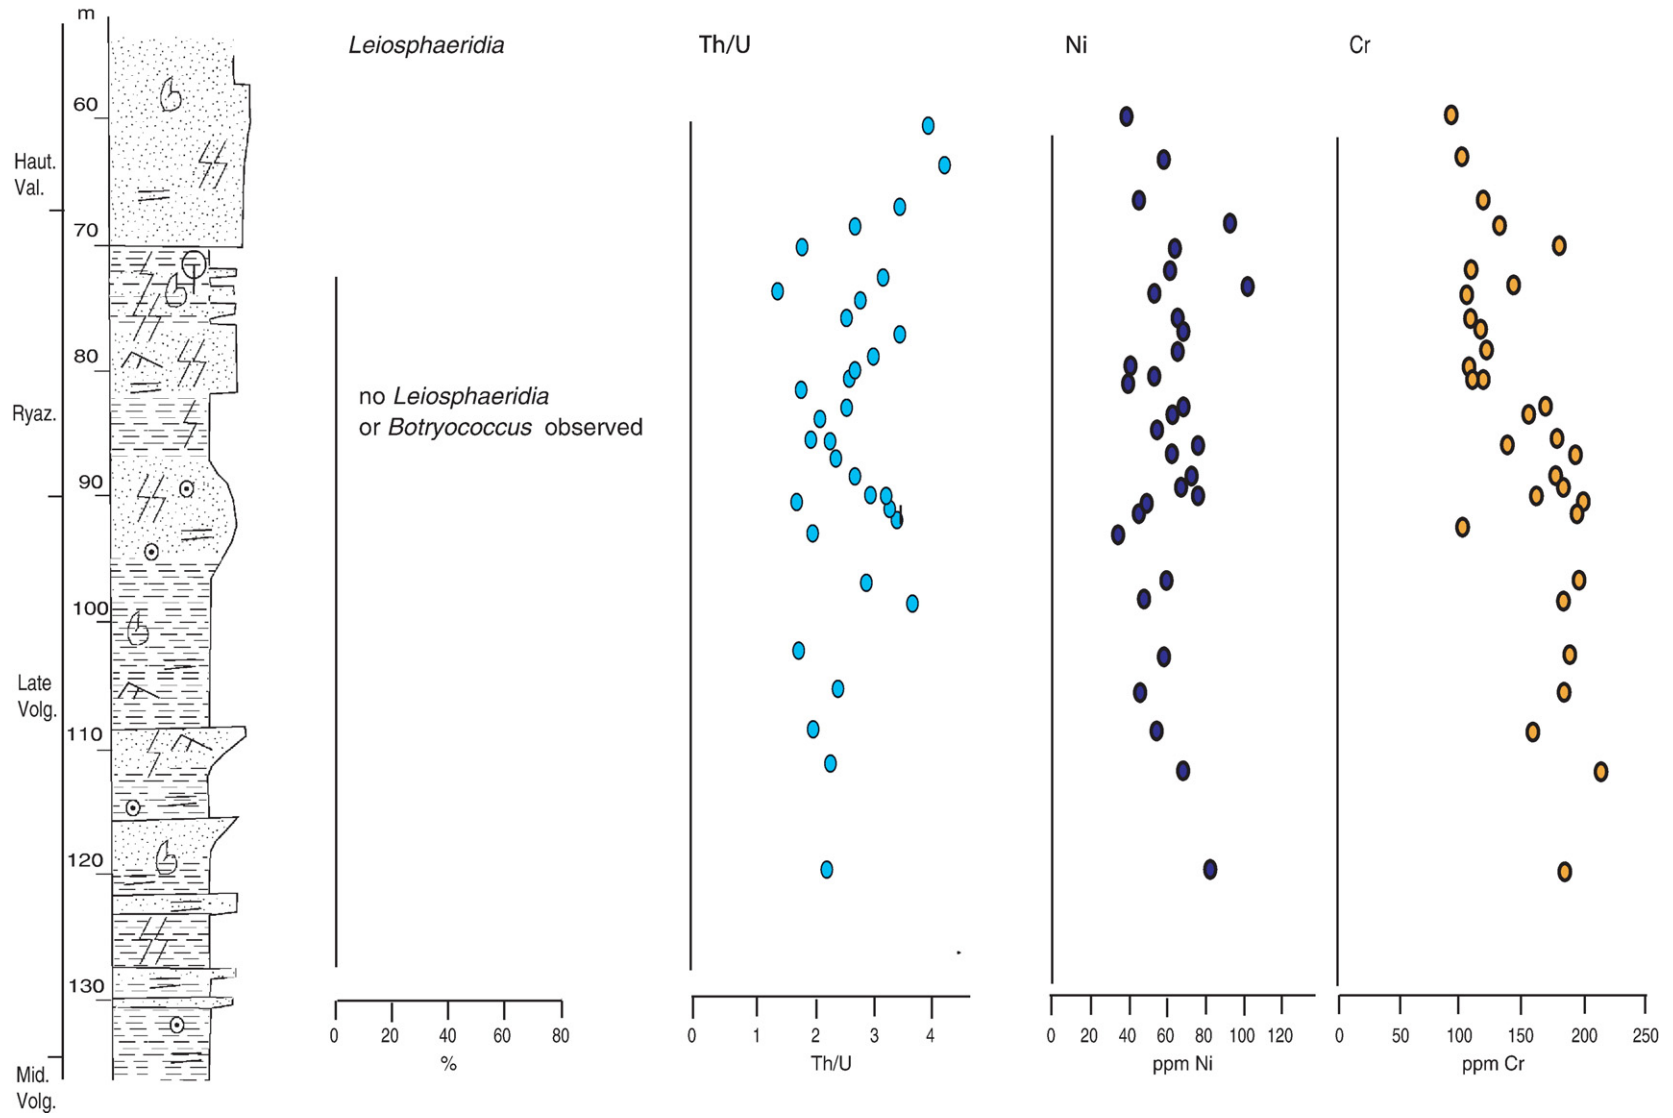 m
Leiosphaeridia
Th/U
Ni
Cr
60
Haut.
Val.
70
80
no Leiosphaeridia
or Botryococcus observed
Ryaz.
90
100
Late
Volg.
110
120
130
0 20 40 60 80
%
0 1 2 3 4
Th/U
0 20 40 60 80 100 120
ppm Ni
0 50 100 150 200 250
ppm Cr
Mid.
Volg.